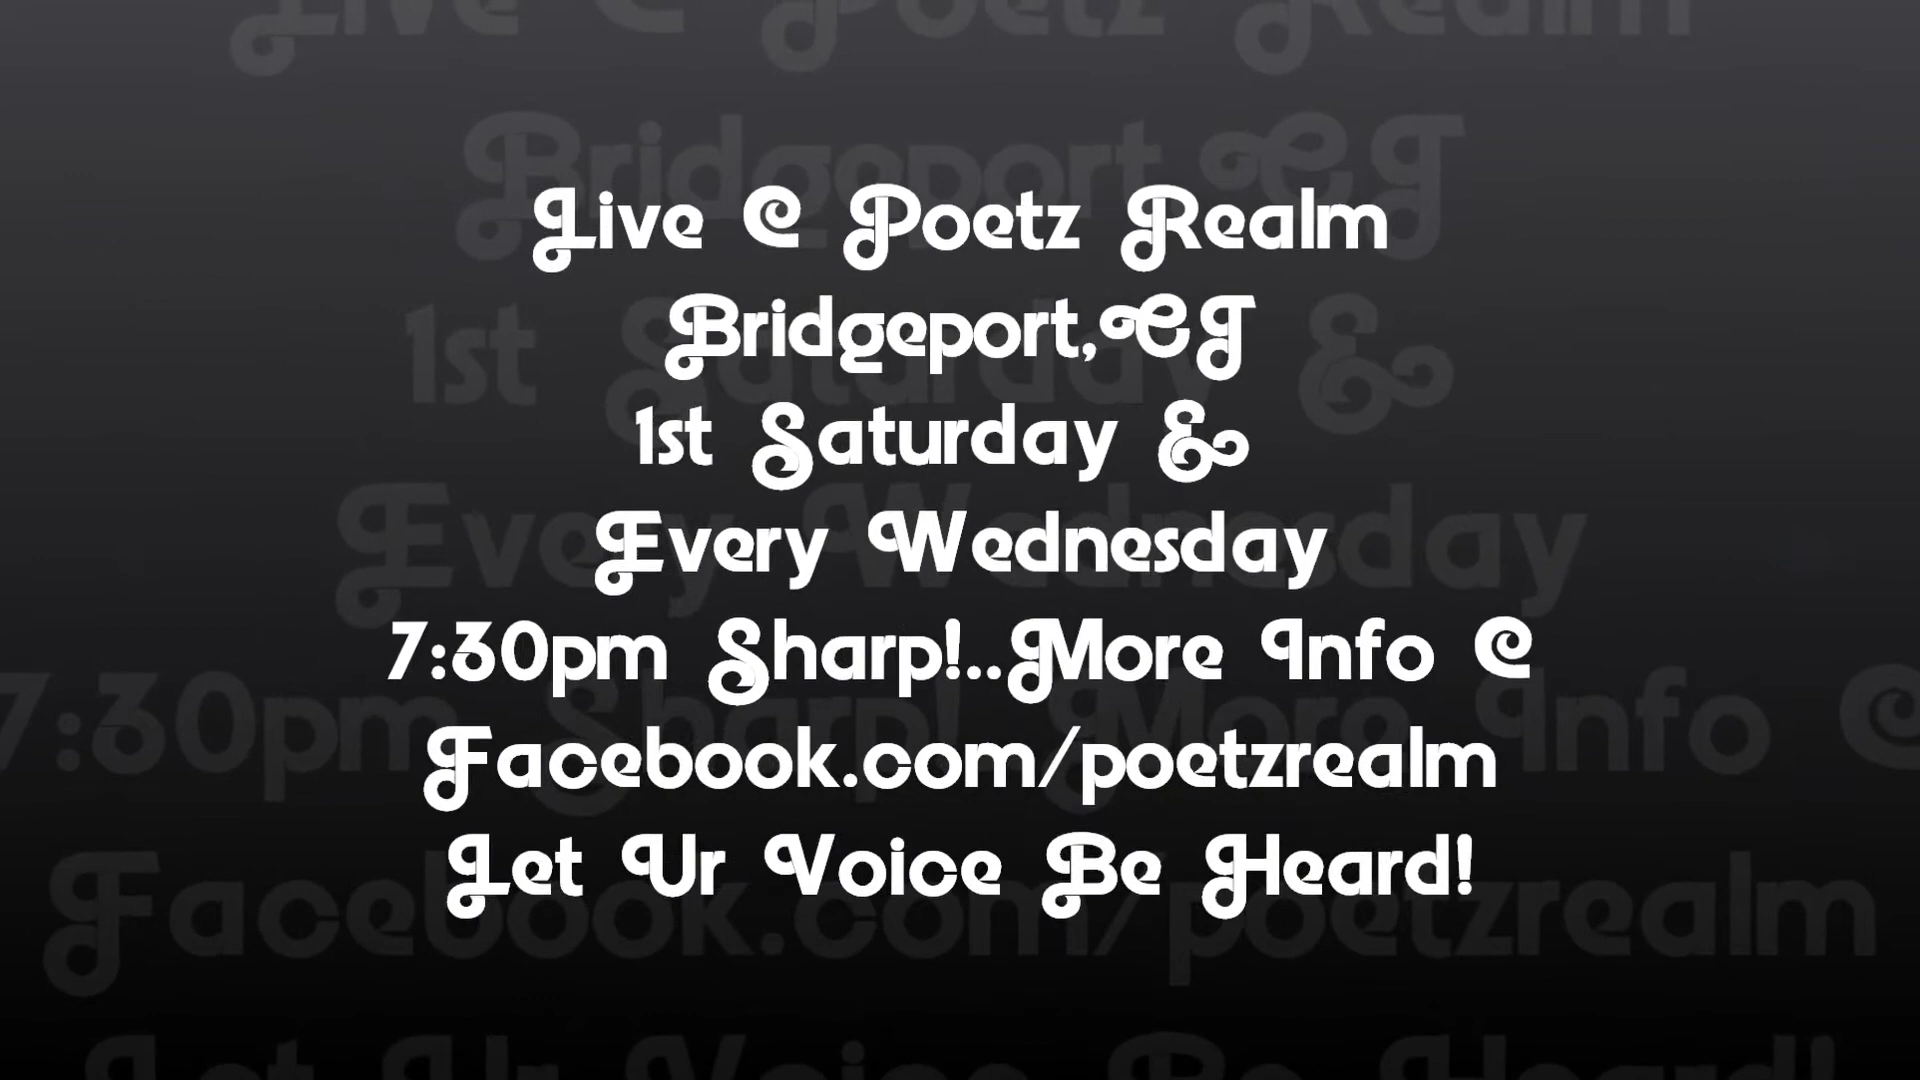 Live @ Poetz Realm
Bridgeport,CT
1st Saturday &
Every Wednesday
7:30pm Sharp!..More Info @
Facebook.com/poetzrealm
Let Ur Voice Be Heard!